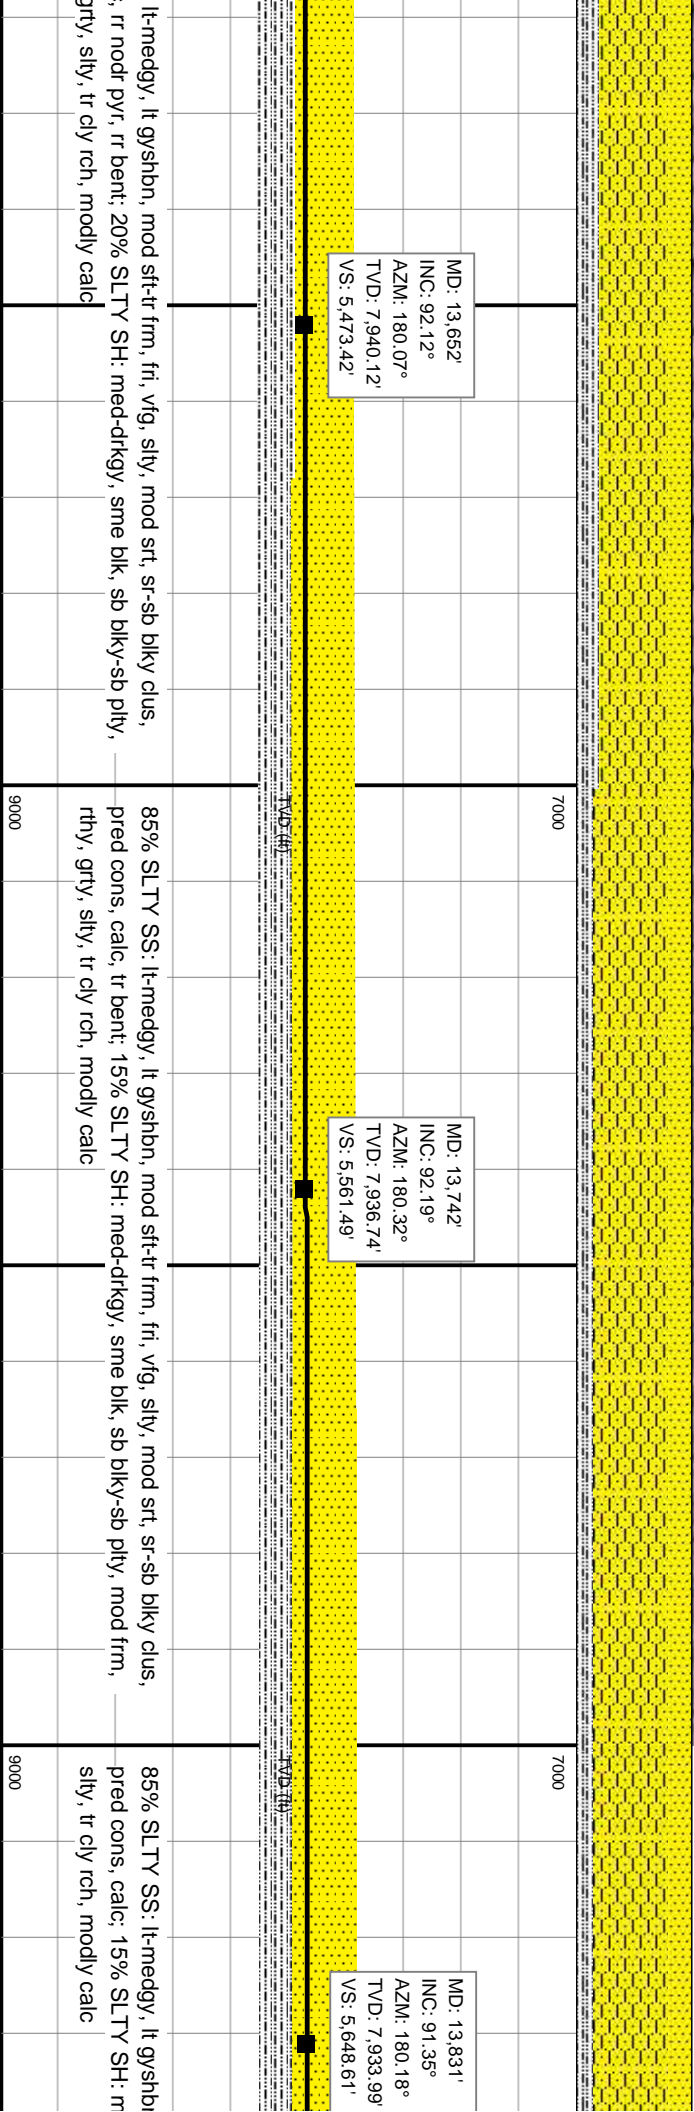 lt-medgy, lt gyshbn, mod sft-tr frm, fri, vfg, slty, mod srt, sr-sb blky clus,
, rr nodr pyr, rr bent; 20% SLTY SH: med-drkgy, sme blk, sb blky-sb plty,
grty, slty, tr cly rch, modly calc
MD: 13,652'
INC: 92.12°
AZM: 180.07°
TVD: 7,940.12'
VS: 5,473.42'
7000
TVD (ft)
9000
85% SLTY SS: lt-medgy, lt gyshbn, mod sft-tr frm, fri, vfg, slty, mod srt, sr-sb blky clus,
pred cons, calc, tr bent; 15% SLTY SH: med-drkgy, sme blk, sb blky-sb plty, mod frm,
rthy, grty, slty, tr cly rch, modly calc
MD: 13,742'
INC: 92.19°
AZM: 180.32°
TVD: 7,936.74'
VS: 5,561.49'
7000
TVD (ft)
9000
85% SLTY SS: lt-medgy, lt gyshbn
pred cons, calc; 15% SLTY SH: m
slty, tr cly rch, modly calc
MD: 13,831'
INC: 91.35°
AZM: 180.18°
TVD: 7,933.99'
VS: 5,648.61'